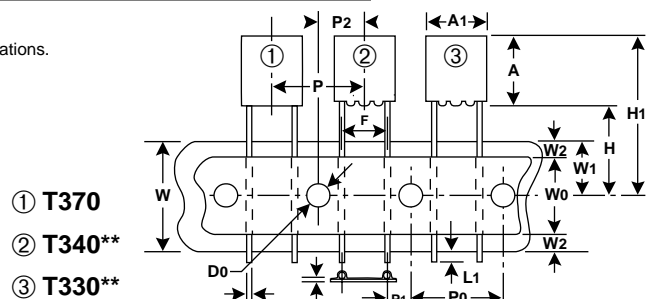 ations.
P2
A1
①
②
③
P
A
H1
F
H
W2
W1
W
W0
① T370
② T340**
W2
D0
L1
③ T330**
P1
P0